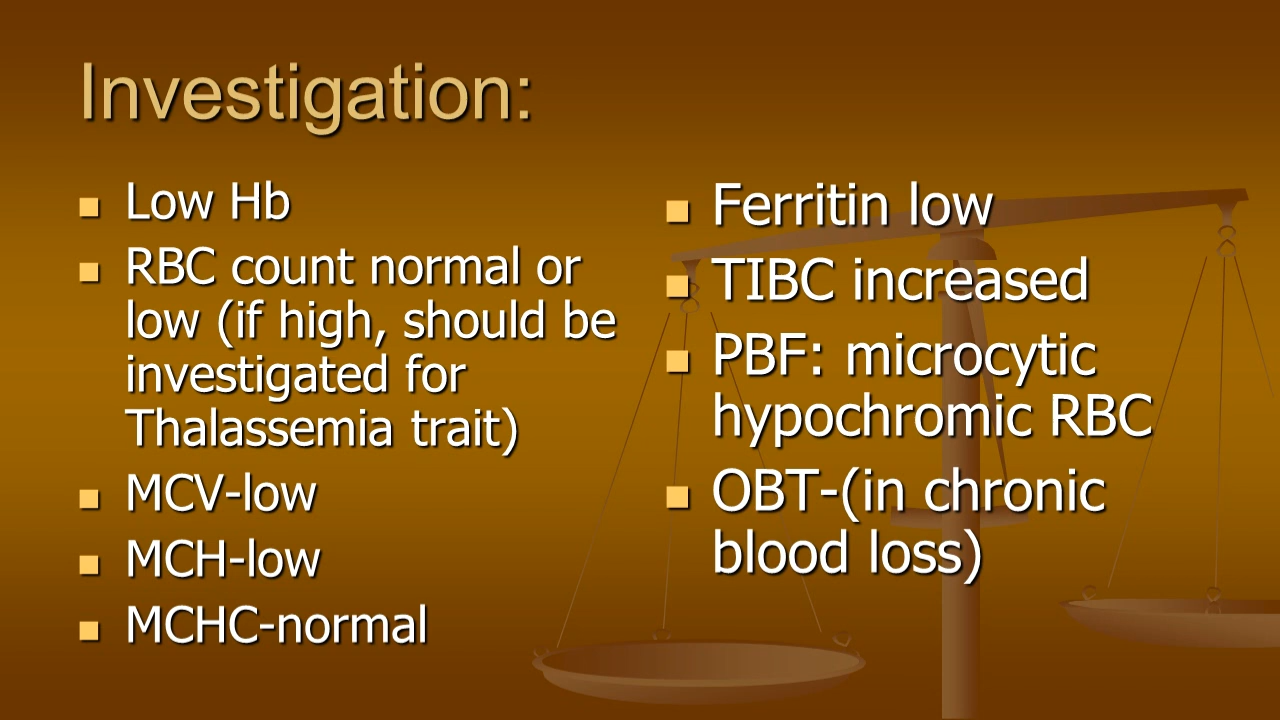 Investigation:
Low Hb
RBC count normal or
low (if high, should be
investigated for
Thalassemia trait)
MCV-low
MCH-low
MCHC-normal
Ferritin low
TIBC increased
PBF: microcytic
hypochromic RBC
OBT-(in chronic
blood loss)